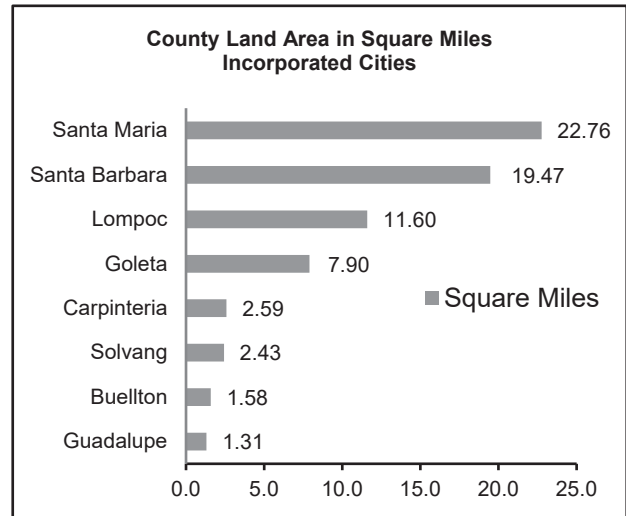 County Land Area in Square Miles
Incorporated Cities
Santa Maria 22.76
Santa Barbara 19.47
Lompoc 11.60
Goleta 7.90
Carpinteria 2.59
Square Miles
Solvang 2.43
Buellton 1.58
Guadalupe 1.31
0.0 5.0 10.0 15.0 20.0 25.0